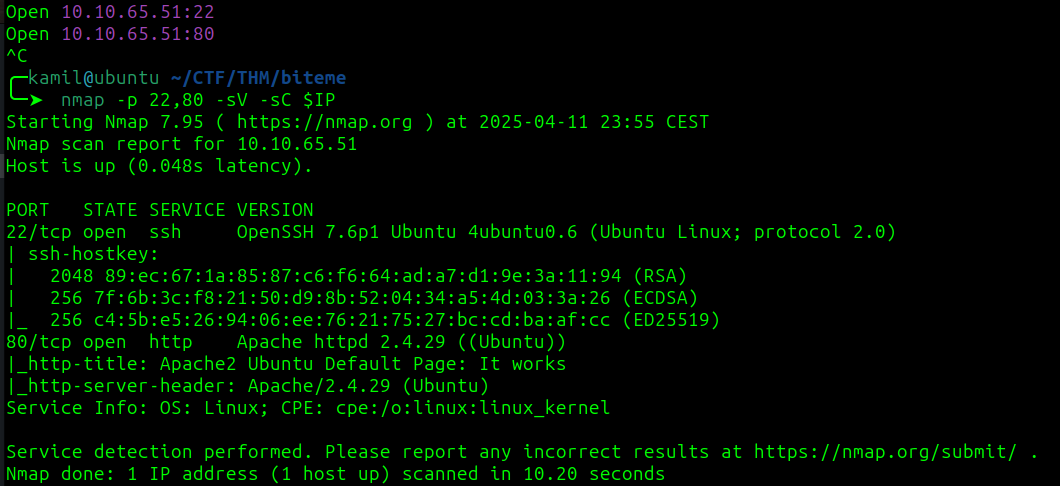 Open 10.10.65.51:22
Open 10.10.65.51:80
^C
kamil@ubuntu ~/CTF/THM/biteme
nmap -p 22,80 -sV -sC $IP
Starting Nmap 7.95 ( https://nmap.org ) at 2025-04-11 23:55 CEST
Nmap scan report for 10.10.65.51
Host is up (0.048s latency).
PORT   STATE SERVICE VERSION
22/tcp open  ssh     OpenSSH 7.6p1 Ubuntu 4ubuntu0.6 (Ubuntu Linux; protocol 2.0)
| ssh-hostkey:
|   2048 89:ec:67:1a:85:87:c6:f6:64:ad:a7:d1:9e:3a:11:94 (RSA)
|   256 7f:6b:3c:f8:21:50:d9:8b:52:04:34:a5:4d:03:3a:26 (ECDSA)
|_  256 c4:5b:e5:26:94:06:ee:76:21:75:27:bc:cd:ba:af:cc (ED25519)
80/tcp open  http    Apache httpd 2.4.29 ((Ubuntu))
|_http-title: Apache2 Ubuntu Default Page: It works
|_http-server-header: Apache/2.4.29 (Ubuntu)
Service Info: OS: Linux; CPE: cpe:/o:linux:linux_kernel
Service detection performed. Please report any incorrect results at https://nmap.org/submit/ .
Nmap done: 1 IP address (1 host up) scanned in 10.20 seconds